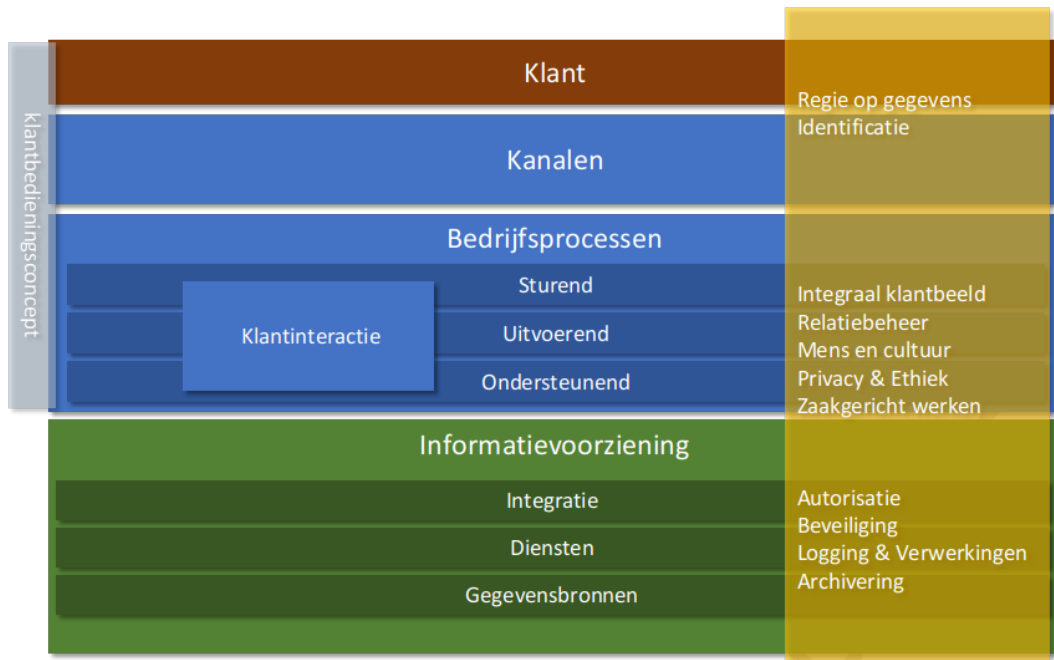 klantbedieningsconcept
Klant
Kanalen
Regie op gegevens
Identificatie
Bedrijfsprocessen
Sturend
Uitvoerend
Ondersteunend
Klantinteractie
Integraal klantbeeld
Relatiebeheer
Mens en cultuur
Privacy & Ethiek
Zaakgericht werken
Informatievoorziening
Integratie
Diensten
Gegevensbronnen
Autorisatie
Beveiliging
Logging & Verwerkingen
Archivering